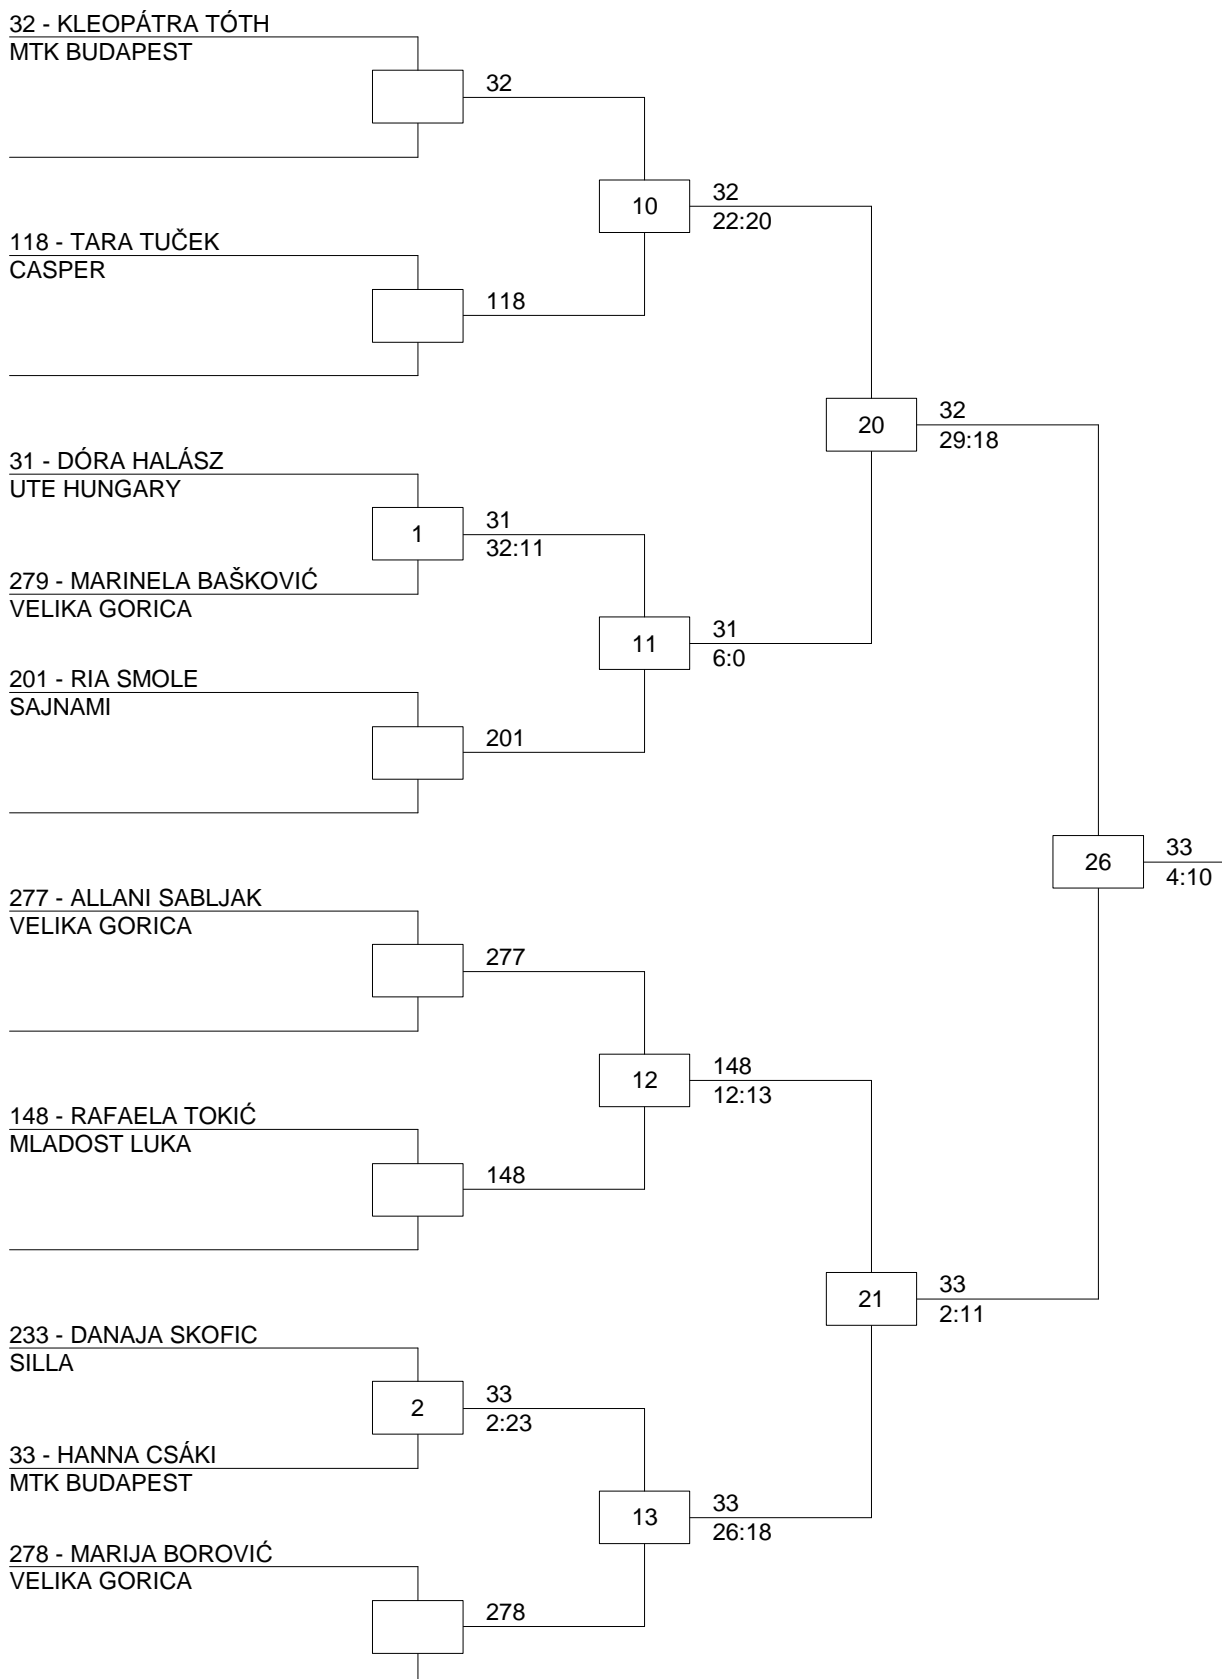 32 - KLEOPÁTRA TÓTH
MTK BUDAPEST
32
10
32
22:20
118 - TARA TUČEK
CASPER
118
20
32
29:18
31 - DÓRA HALÁSZ
UTE HUNGARY
1
31
32:11
279 - MARINELA BAŠKOVIĆ
VELIKA GORICA
11
31
6:0
201 - RIA SMOLE
SAJNAMI
201
26
33
4:10
277 - ALLANI SABLJAK
VELIKA GORICA
277
12
148
12:13
148 - RAFAELA TOKIĆ
MLADOST LUKA
148
21
33
2:11
233 - DANAJA SKOFIC
SILLA
2
33
2:23
33 - HANNA CSÁKI
MTK BUDAPEST
13
33
26:18
278 - MARIJA BOROVIĆ
VELIKA GORICA
278